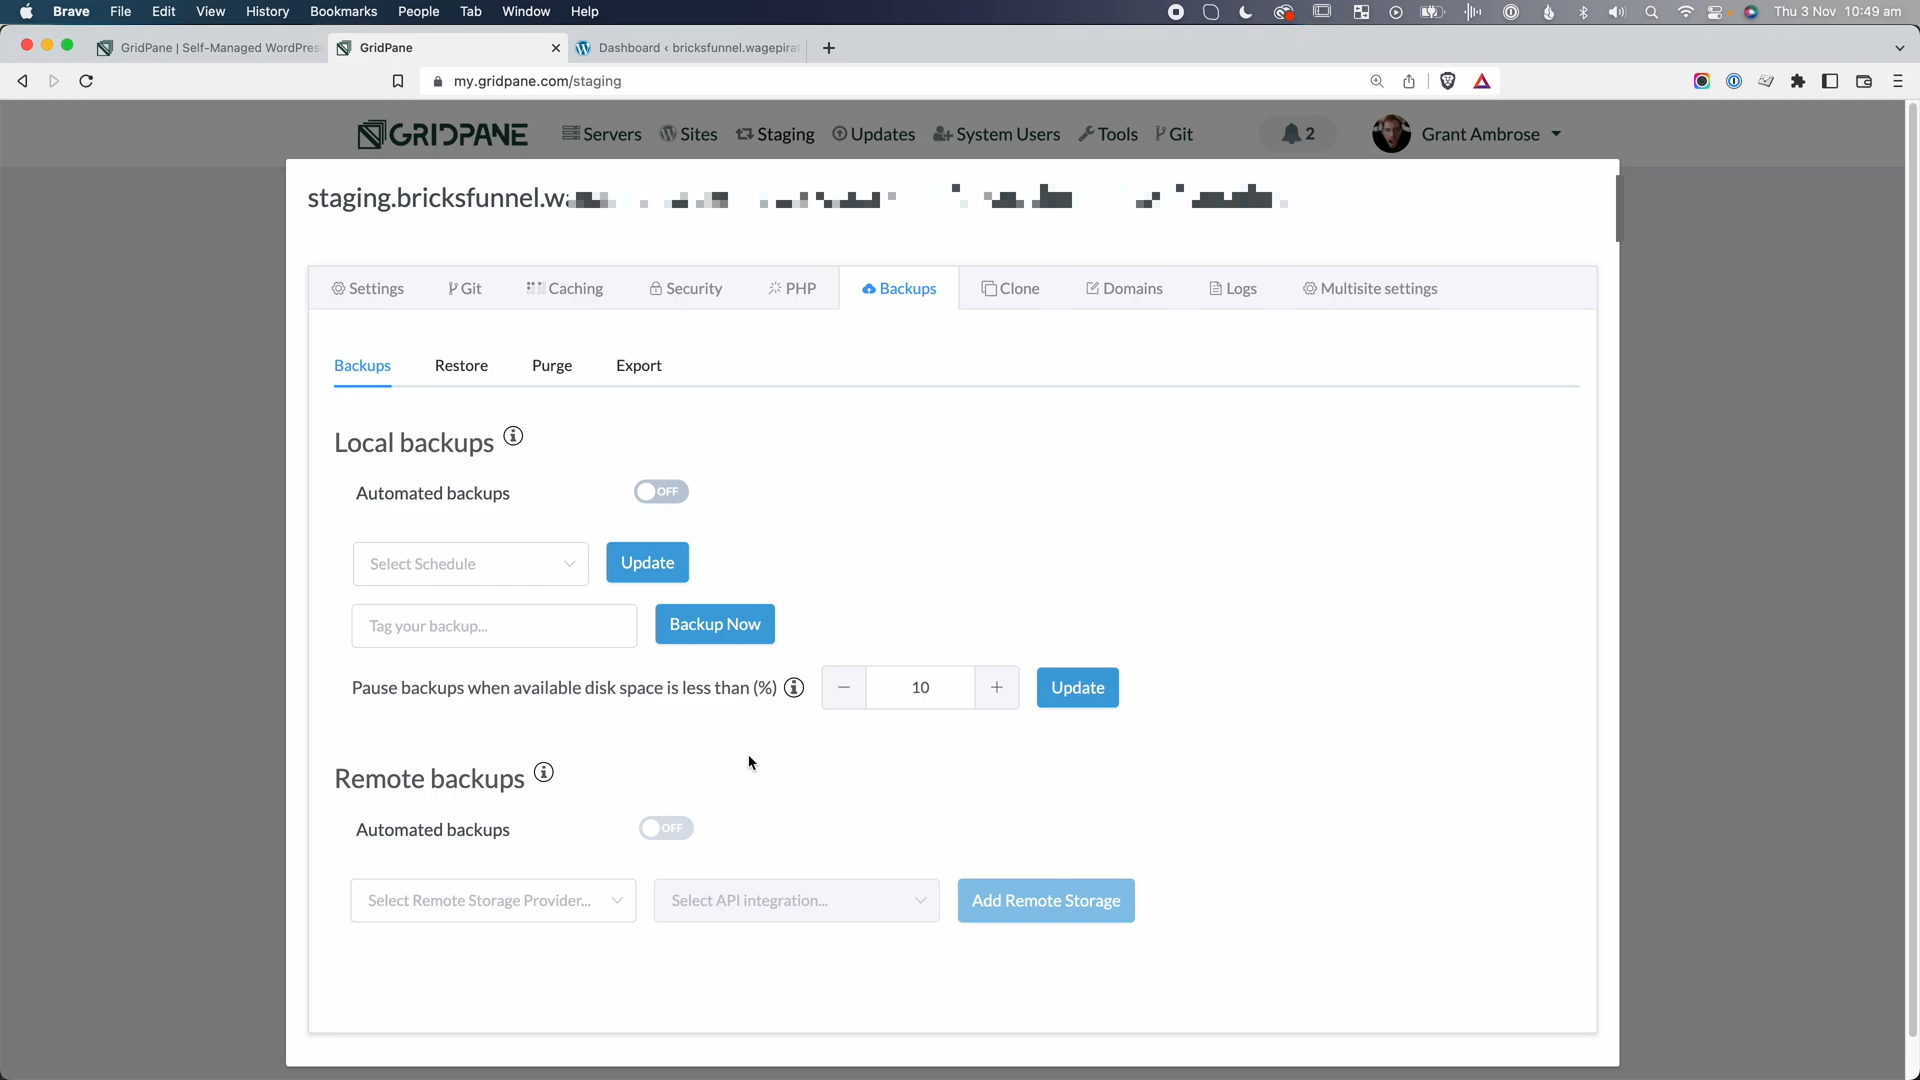 Brave File Edit View History Bookmarks People Tab Window Help Thu 3 Nov 10:49 am
GridPane | Self-Managed WordPress GridPane Dashboard ‹ bricksfunnel.wagepirat
my.gridpane.com/staging
GRIDPANE Servers Sites Staging Updates System Users Tools Git 2 Grant Ambrose
staging.bricksfunnel.wa
Settings Git Caching Security PHP Backups Clone Domains Logs Multisite settings
Backups Restore Purge Export
Local backups
Automated backups OFF
Select Schedule Update
Tag your backup... Backup Now
Pause backups when available disk space is less than (%) − 10 + Update
Remote backups
Automated backups OFF
Select Remote Storage Provider... Select API integration... Add Remote Storage